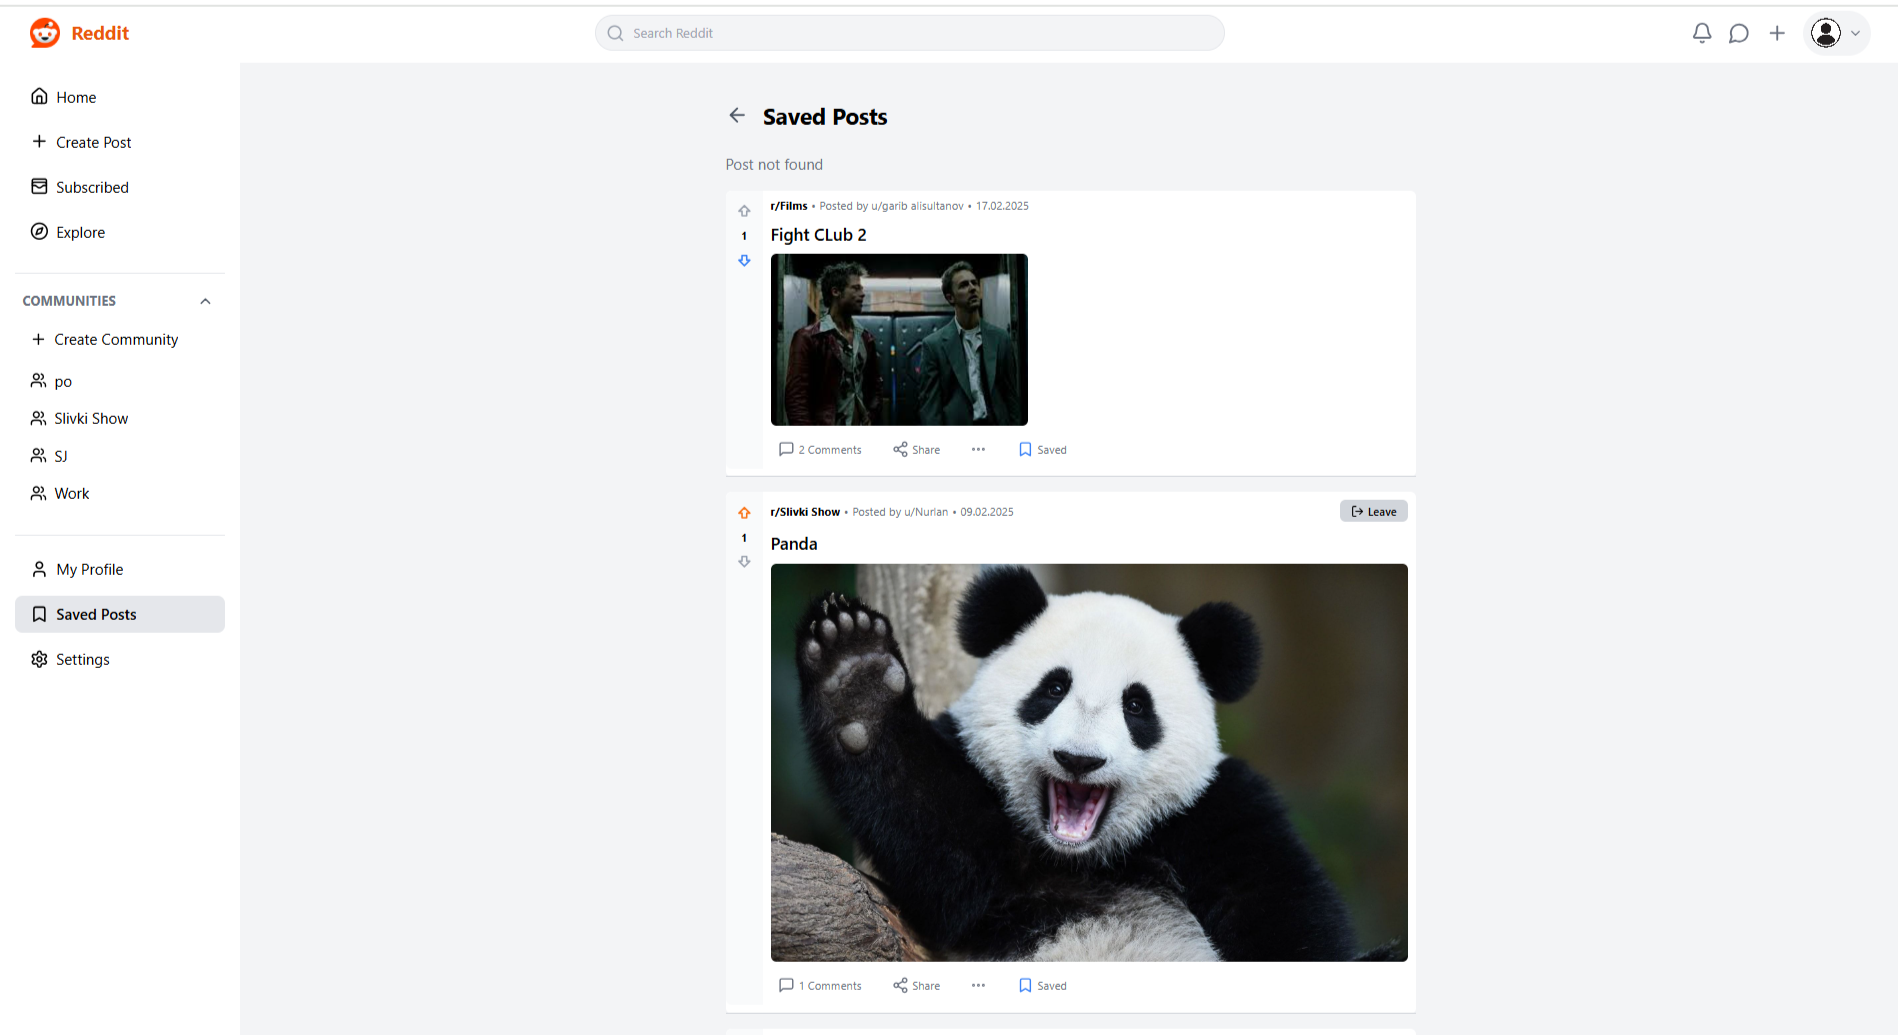 Reddit
Search Reddit
Home
Create Post
Subscribed
Explore
COMMUNITIES
Create Community
po
Slivki Show
SJ
Work
My Profile
Saved Posts
Settings
Saved Posts
Post not found
r/Films • Posted by u/garib alisultanov • 17.02.2025
1
Fight CLub 2
2 Comments Share ••• Saved
r/Slivki Show • Posted by u/Nurlan • 09.02.2025 Leave
1
Panda
1 Comments Share ••• Saved